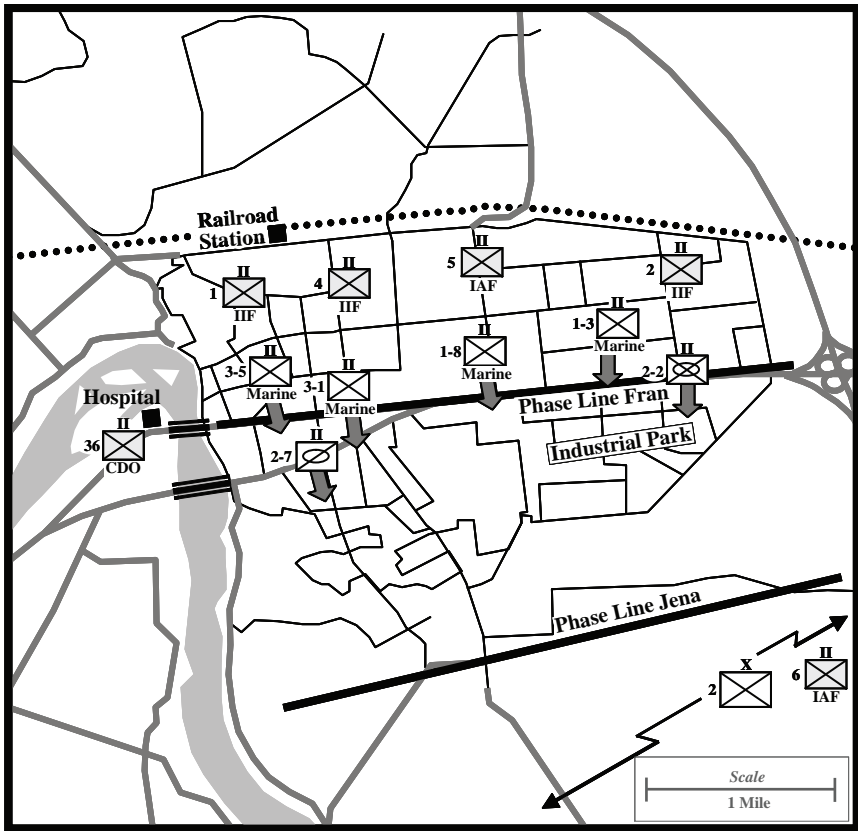 Railroad
Station
II
5
IAF
II
2
IIF
II
4
IIF
II
1
IIF
II
1-3
Marine
II
1-8
Marine
II
3-5
Marine
II
3-1
Marine
II
2-2
Phase Line Fran
Hospital
II
36
CDO
II
2-7
Industrial Park
Phase Line Jena
X
2
II
6
IAF
Scale
1 Mile